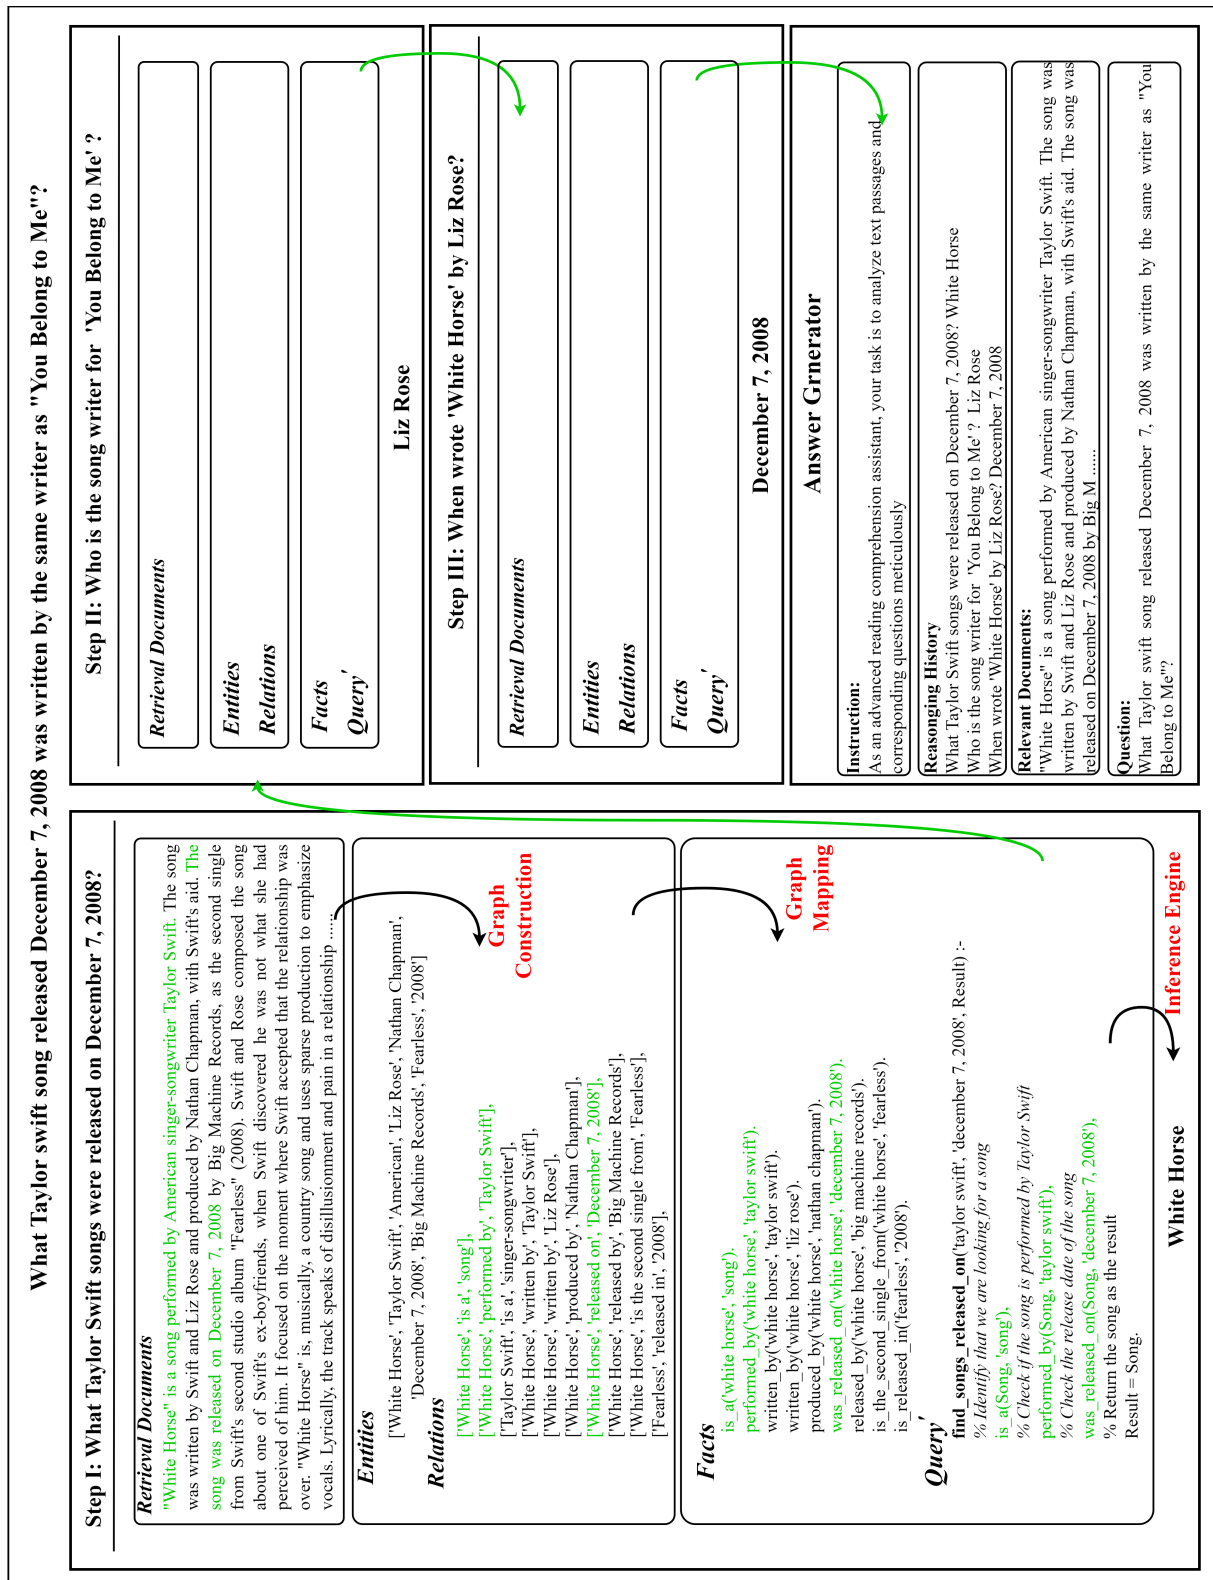 What Taylor swift song released December 7, 2008 was written by the same writer as "You Belong to Me"?
Step I: What Taylor Swift songs were released on December 7, 2008?
Retrieval Documents
"White Horse" is a song performed by American singer-songwriter Taylor Swift. The song
was written by Swift and Liz Rose and produced by Nathan Chapman, with Swift's aid. The
song was released on December 7, 2008 by Big Machine Records, as the second single
from Swift's second studio album "Fearless" (2008). Swift and Rose composed the song
about one of Swift's ex-boyfriends, when Swift discovered he was not what she had
perceived of him. It focused on the moment where Swift accepted that the relationship was
over. "White Horse" is, musically, a country song and uses sparse production to emphasize
vocals. Lyrically, the track speaks of disillusionment and pain in a relationship ......
Entities
['White Horse', 'Taylor Swift', 'American', 'Liz Rose', 'Nathan Chapman',
'December 7, 2008', 'Big Machine Records', 'Fearless', '2008']
Relations
['White Horse', 'is a', 'song'],
['White Horse', 'performed by', 'Taylor Swift'],
['Taylor Swift', 'is a', 'singer-songwriter'],
['White Horse', 'written by', 'Taylor Swift'],
['White Horse', 'written by', 'Liz Rose'],
['White Horse', 'produced by', 'Nathan Chapman'],
['White Horse', 'released on', 'December 7, 2008'],
['White Horse', 'released by', 'Big Machine Records'],
['White Horse', 'is the second single from', 'Fearless'],
['Fearless', 'released in', '2008'],
Graph
Construction
Facts
is_a('white horse', 'song').
performed_by('white horse', 'taylor swift').
written_by('white horse', 'taylor swift').
written_by('white horse', 'liz rose').
produced_by('white horse', 'nathan chapman').
was_released_on('white horse', 'december 7, 2008').
released_by('white horse', 'big machine records').
is_the_second_single_from('white horse', 'fearless').
is_released_in('fearless', '2008').
Graph
Mapping
Query'
find_songs_released_on('taylor swift', 'december 7, 2008', Result) :-
% Identify that we are looking for a song
is_a(Song, 'song'),
% Check if the song is performed by Taylor Swift
performed_by(Song, 'taylor swift'),
% Check the release date of the song
was_released_on(Song, 'december 7, 2008'),
% Return the song as the result
Result = Song.
Inference Engine
White Horse
Step II: Who is the song writer for 'You Belong to Me' ?
Retrieval Documents
Entities
Relations
Facts
Query'
Liz Rose
Step III: When wrote 'White Horse' by Liz Rose?
Retrieval Documents
Entities
Relations
Facts
Query'
December 7, 2008
Answer Grnerator
Instruction:
As an advanced reading comprehension assistant, your task is to analyze text passages and
corresponding questions meticulously
Reasonging History
What Taylor Swift songs were released on December 7, 2008? White Horse
Who is the song writer for 'You Belong to Me' ? Liz Rose
When wrote 'White Horse' by Liz Rose? December 7, 2008
Relevant Documents:
"White Horse" is a song performed by American singer-songwriter Taylor Swift. The song was
written by Swift and Liz Rose and produced by Nathan Chapman, with Swift's aid. The song was
released on December 7, 2008 by Big M ......
Question:
What Taylor swift song released December 7, 2008 was written by the same writer as "You
Belong to Me"?